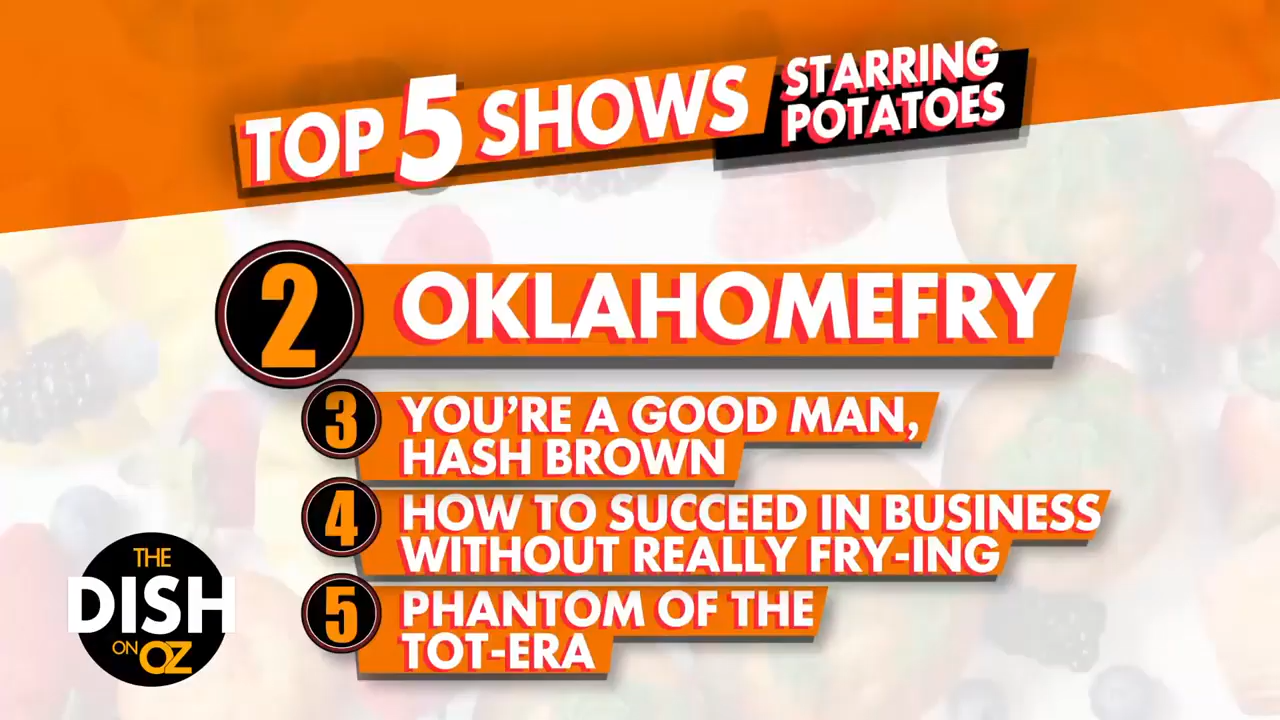 TOP 5 SHOWS
STARRING
POTATOES
2
OKLAHOMEFRY
3
YOU'RE A GOOD MAN,
HASH BROWN
4
HOW TO SUCCEED IN BUSINESS
WITHOUT REALLY FRY-ING
5
PHANTOM OF THE
TOT-ERA
THE
DISH
ON OZ